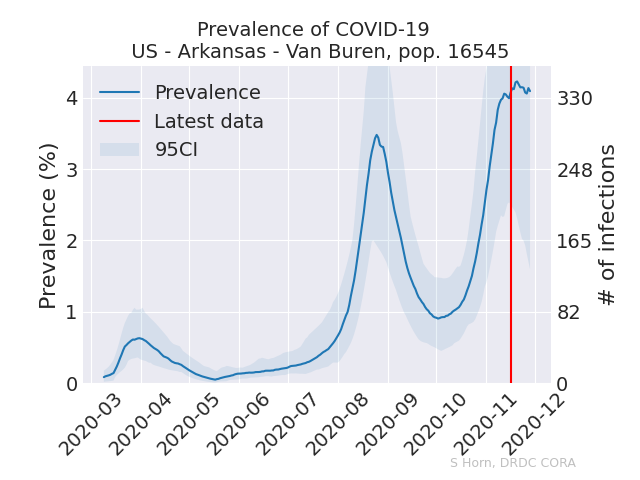 Prevalence of COVID-19
US - Arkansas - Van Buren, pop. 16545
Prevalence
Latest data
95CI
Prevalence (%)
4
3
2
1
0
# of infections
330
248
165
82
0
2020-03
2020-04
2020-05
2020-06
2020-07
2020-08
2020-09
2020-10
2020-11
2020-12
S Horn, DRDC CORA